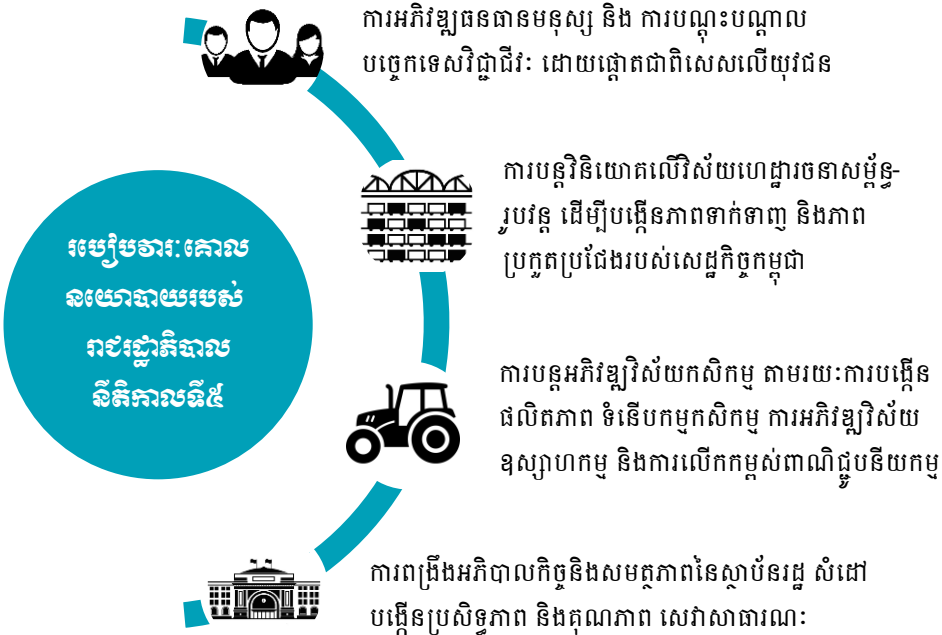 ការអភិវឌ្ឍធនធានមនុស្ស និង ការបណ្តុះបណ្តាល
បច្ចេកទេសវិជ្ជាជីវៈ ដោយផ្តោតជាពិសេសលើយុវជន
ការបន្តវិនិយោគលើវិស័យហេដ្ឋារចនាសម្ព័ន្ធ-
រូបវន្ត ដើម្បីបង្កើនភាពទាក់ទាញ និងភាព
ប្រកួតប្រជែងរបស់សេដ្ឋកិច្ចកម្ពុជា
របៀបវារៈគោល
នយោបាយរបស់
រាជរដ្ឋាភិបាល
នីតិកាលទី៥
ការបន្តអភិវឌ្ឍវិស័យកសិកម្ម តាមរយៈការបង្កើន
ផលិតភាព ទំនើបកម្មកសិកម្ម ការអភិវឌ្ឍវិស័យ
ឧស្សាហកម្ម និងការលើកកម្ពស់ពាណិជ្ជូបនីយកម្ម
ការពង្រឹងអភិបាលកិច្ចនិងសមត្ថភាពនៃស្ថាប័នរដ្ឋ សំដៅ
បង្កើនប្រសិទ្ធភាព និងគុណភាព សេវាសាធារណៈ